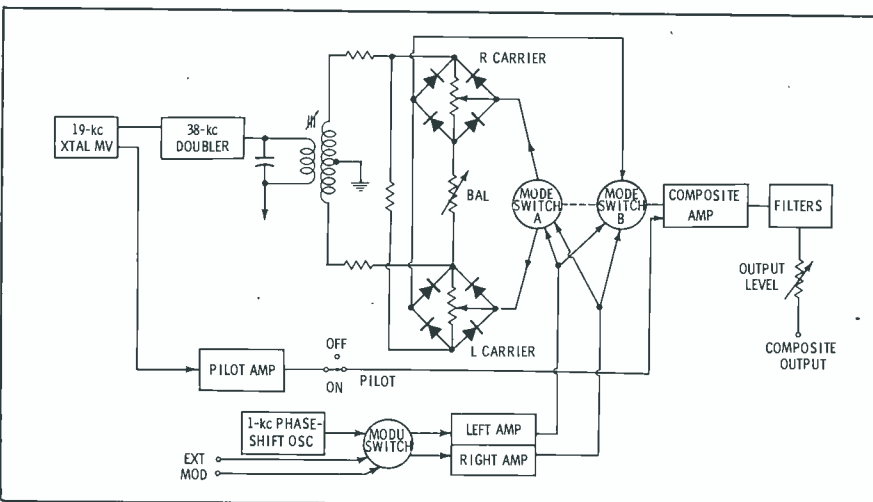 R CARRIER
19-kc
XTAL MV
38-kc
DOUBLER
BAL
MODE
SWITCH
A
MODE
SWITCH
B
COMPOSITE
AMP
FILTERS
OUTPUT
LEVEL
COMPOSITE
OUTPUT
L CARRIER
OFF
ON
PILOT
PILOT AMP
1-kc PHASE-
SHIFT OSC
MODU
SWITCH
LEFT AMP
RIGHT AMP
EXT
MOD